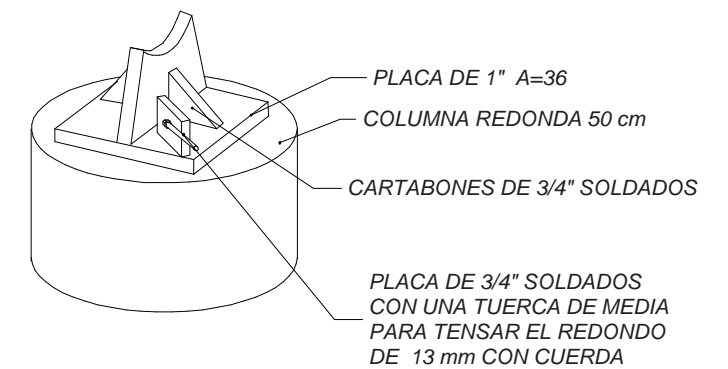 PLACA DE 1" A=36
COLUMNA REDONDA 50 cm
CARTABONES DE 3/4" SOLDADOS
PLACA DE 3/4" SOLDADOS
CON UNA TUERCA DE MEDIA
PARA TENSAR EL REDONDO
DE 13 mm CON CUERDA